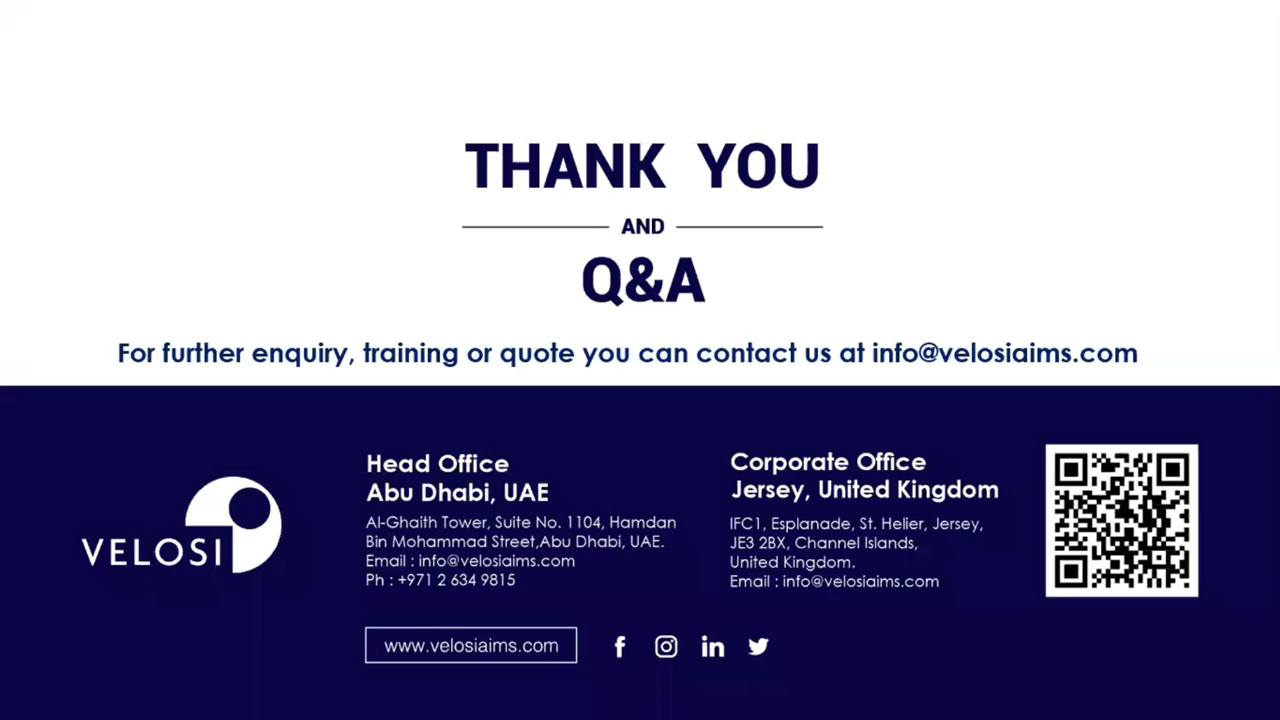 THANK YOU
AND
Q&A
For further enquiry, training or quote you can contact us at info@velosiaims.com
VELOSI
Head Office
Abu Dhabi, UAE
Al-Ghaith Tower, Suite No. 1104, Hamdan
Bin Mohammad Street,Abu Dhabi, UAE.
Email : info@velosiaims.com
Ph : +971 2 634 9815
Corporate Office
Jersey, United Kingdom
IFC1, Esplanade, St. Helier, Jersey,
JE3 2BX, Channel Islands,
United Kingdom.
Email : info@velosiaims.com
www.velosiaims.com